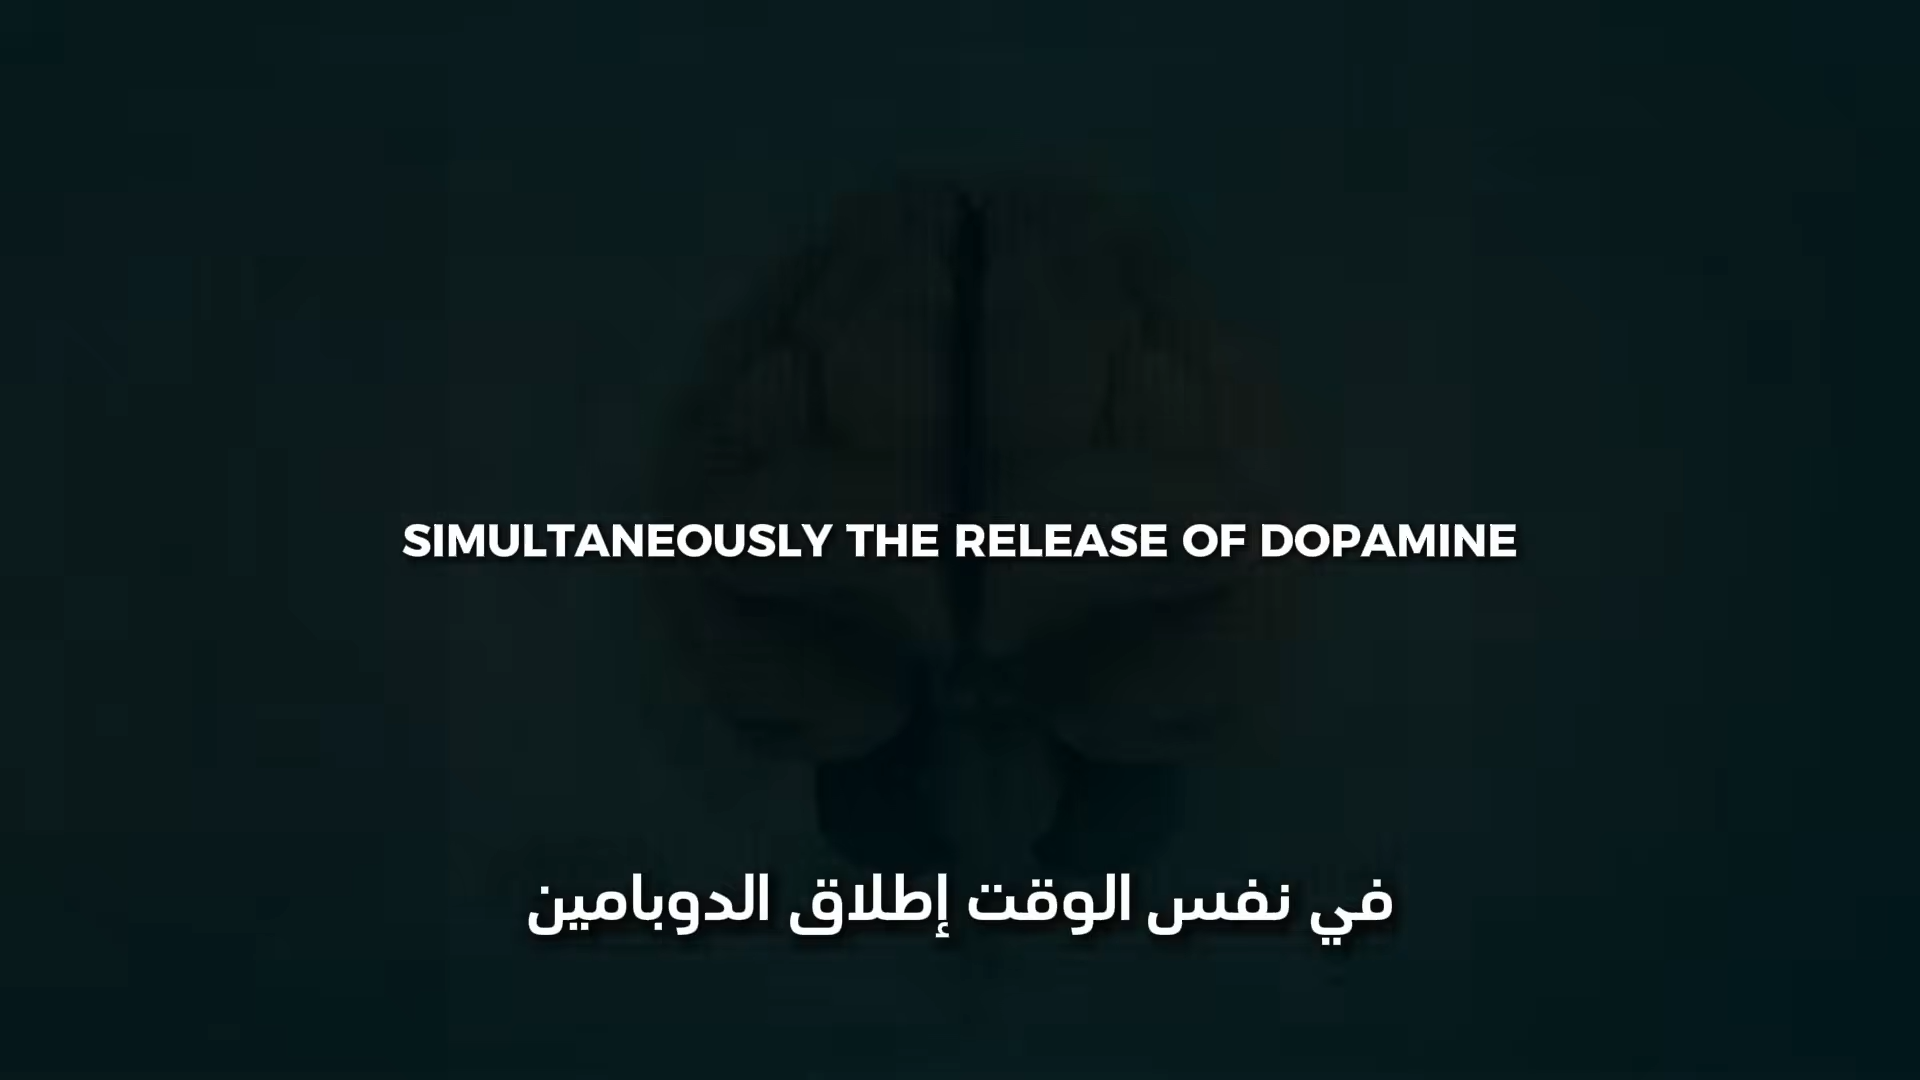 SIMULTANEOUSLY THE RELEASE OF DOPAMINE
في نفس الوقت إطلاق الدوبامين